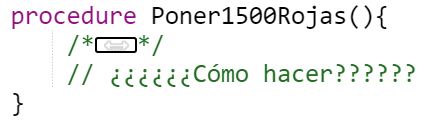 procedure Poner1500Rojas(){
/**/
// ¿¿¿¿¿¿Cómo hacer??????
}